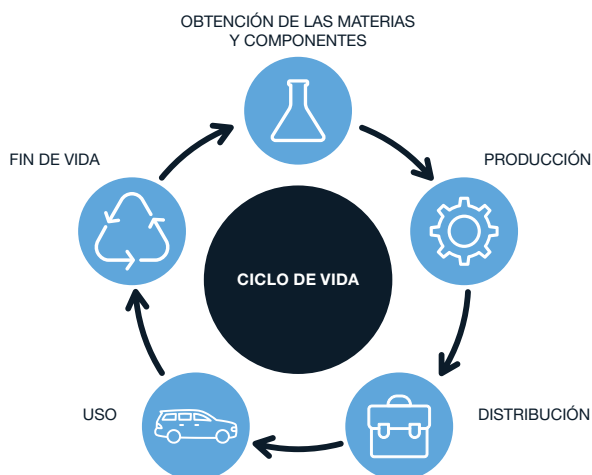 OBTENCIÓN DE LAS MATERIAS
Y COMPONENTES
FIN DE VIDA
PRODUCCIÓN
CICLO DE VIDA
USO
DISTRIBUCIÓN